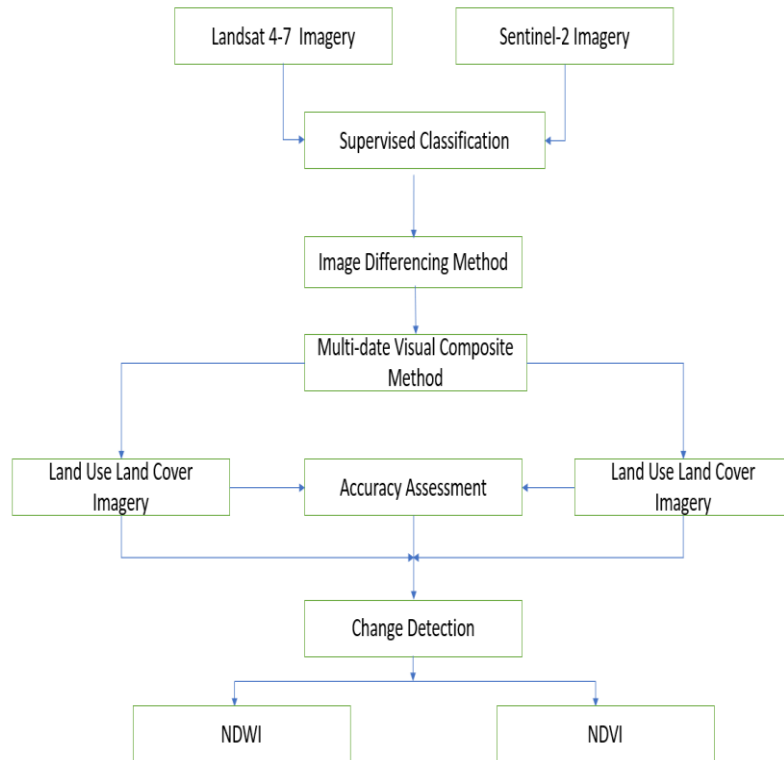 Landsat 4-7 Imagery
Sentinel-2 Imagery
Supervised Classification
Image Differencing Method
Multi-date Visual Composite
Method
Land Use Land Cover
Imagery
Accuracy Assessment
Land Use Land Cover
Imagery
Change Detection
NDWI
NDVI